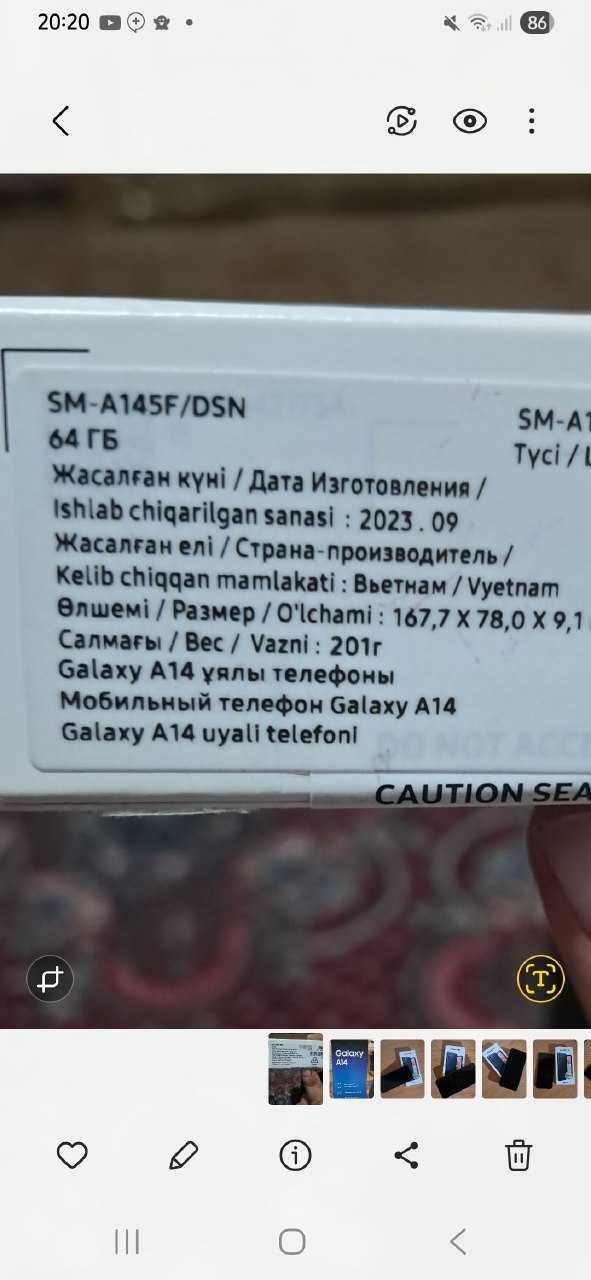 20:20
86
SM-A145F/DSN
64 ГБ
Жасалған күні / Дата Изготовления /
Ishlab chiqarilgan sanasi : 2023 . 09
Жасалған елі / Страна-производитель /
Kelib chiqqan mamlakati : Вьетнам / Vyetnam
Өлшемі / Размер / O'lchami : 167,7 X 78,0 X 9,1
Салмағы / Вес / Vazni : 201г
Galaxy A14 ұялы телефоны
Мобильный телефон Galaxy A14
Galaxy A14 uyali telefoni
SM-A1
Түсі /
DO NOT ACCE
CAUTION SEA
T
Galaxy
A14